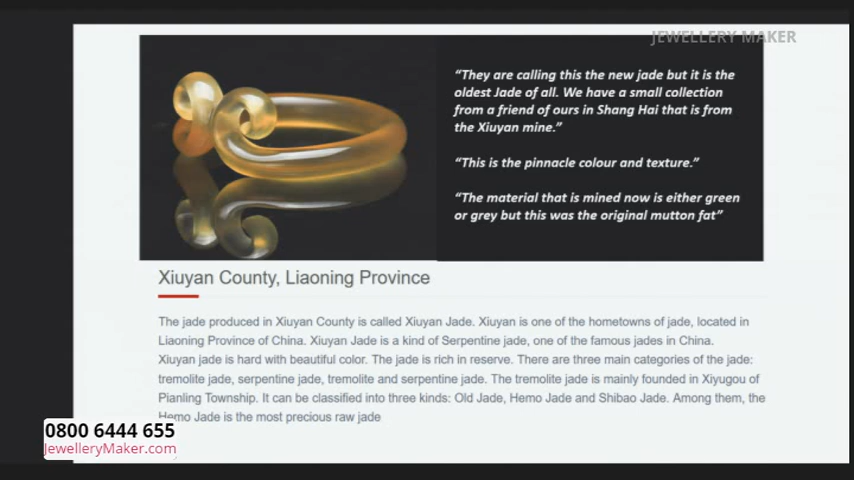 JEWELLERY MAKER
“They are calling this the new jade but it is the
oldest Jade of all. We have a small collection
from a friend of ours in Shang Hai that is from
the Xiuyan mine.”
“This is the pinnacle colour and texture.”
“The material that is mined now is either green
or grey but this was the original mutton fat”
Xiuyan County, Liaoning Province
The jade produced in Xiuyan County is called Xiuyan Jade. Xiuyan is one of the hometowns of jade, located in
Liaoning Province of China. Xiuyan Jade is a kind of Serpentine jade, one of the famous jades in China.
Xiuyan jade is hard with beautiful color. The jade is rich in reserve. There are three main categories of the jade:
tremolite jade, serpentine jade, tremolite and serpentine jade. The tremolite jade is mainly founded in Xiyugou of
Pianling Township. It can be classified into three kinds: Old Jade, Hemo Jade and Shibao Jade. Among them, the
Hemo Jade is the most precious raw jade
0800 6444 655
JewelleryMaker.com